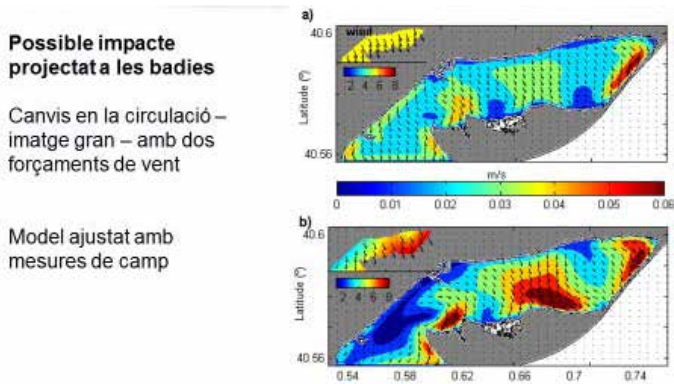 Possible impacte
projectat a les badies
Canvis en la circulació –
imatge gran – amb dos
forçaments de vent
Model ajustat amb
mesures de camp
a)
40.6
wind
2 4 6 8
Latitude (º)
40.56
m/s
0 0.01 0.02 0.03 0.04 0.05 0.06
b)
40.6
2 4 6 8
Latitude (º)
40.56
0.54 0.58 0.62 0.66 0.7 0.74